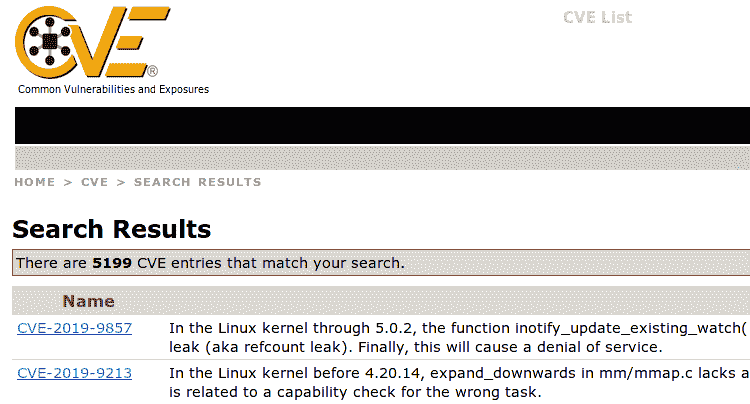 CVE List
CVE®
Common Vulnerabilities and Exposures
HOME > CVE > SEARCH RESULTS
Search Results
There are 5199 CVE entries that match your search.
Name
CVE-2019-9857 In the Linux kernel through 5.0.2, the function inotify_update_existing_watch(
leak (aka refcount leak). Finally, this will cause a denial of service.
CVE-2019-9213 In the Linux kernel before 4.20.14, expand_downwards in mm/mmap.c lacks a
is related to a capability check for the wrong task.